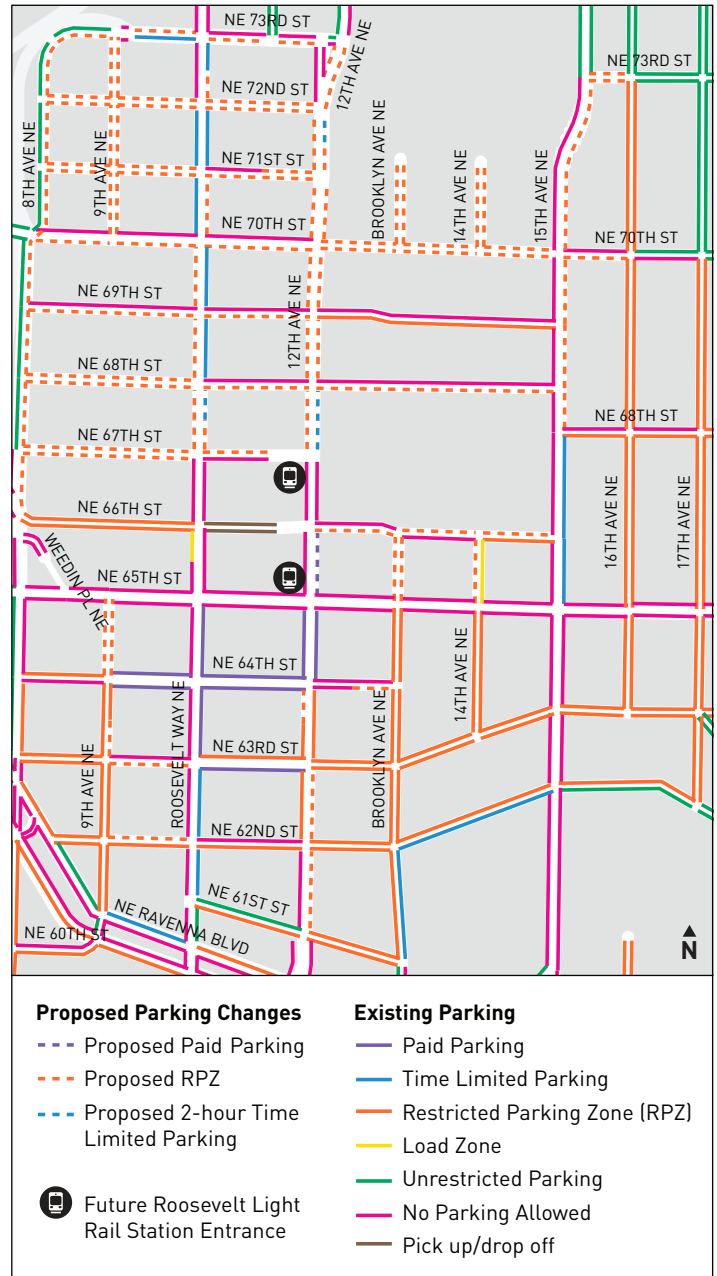 NE 73RD ST
12TH AVE NE
NE 73RD ST
NE 72ND ST
8TH AVE NE
9TH AVE NE
NE 71ST ST
BROOKLYN AVE NE
14TH AVE NE
15TH AVE NE
NE 70TH ST
NE 70TH ST
NE 69TH ST
12TH AVE NE
NE 68TH ST
NE 68TH ST
NE 67TH ST
NE 66TH ST
16TH AVE NE
17TH AVE NE
WEEDIN PL NE
NE 65TH ST
NE 64TH ST
14TH AVE NE
9TH AVE NE
ROOSEVELT WAY NE
NE 63RD ST
BROOKLYN AVE NE
NE 62ND ST
NE 61ST ST
NE RAVENNA BLVD
NE 60TH ST
N
Proposed Parking Changes
Proposed Paid Parking
Proposed RPZ
Proposed 2-hour Time
Limited Parking
Future Roosevelt Light
Rail Station Entrance
Existing Parking
Paid Parking
Time Limited Parking
Restricted Parking Zone (RPZ)
Load Zone
Unrestricted Parking
No Parking Allowed
Pick up/drop off